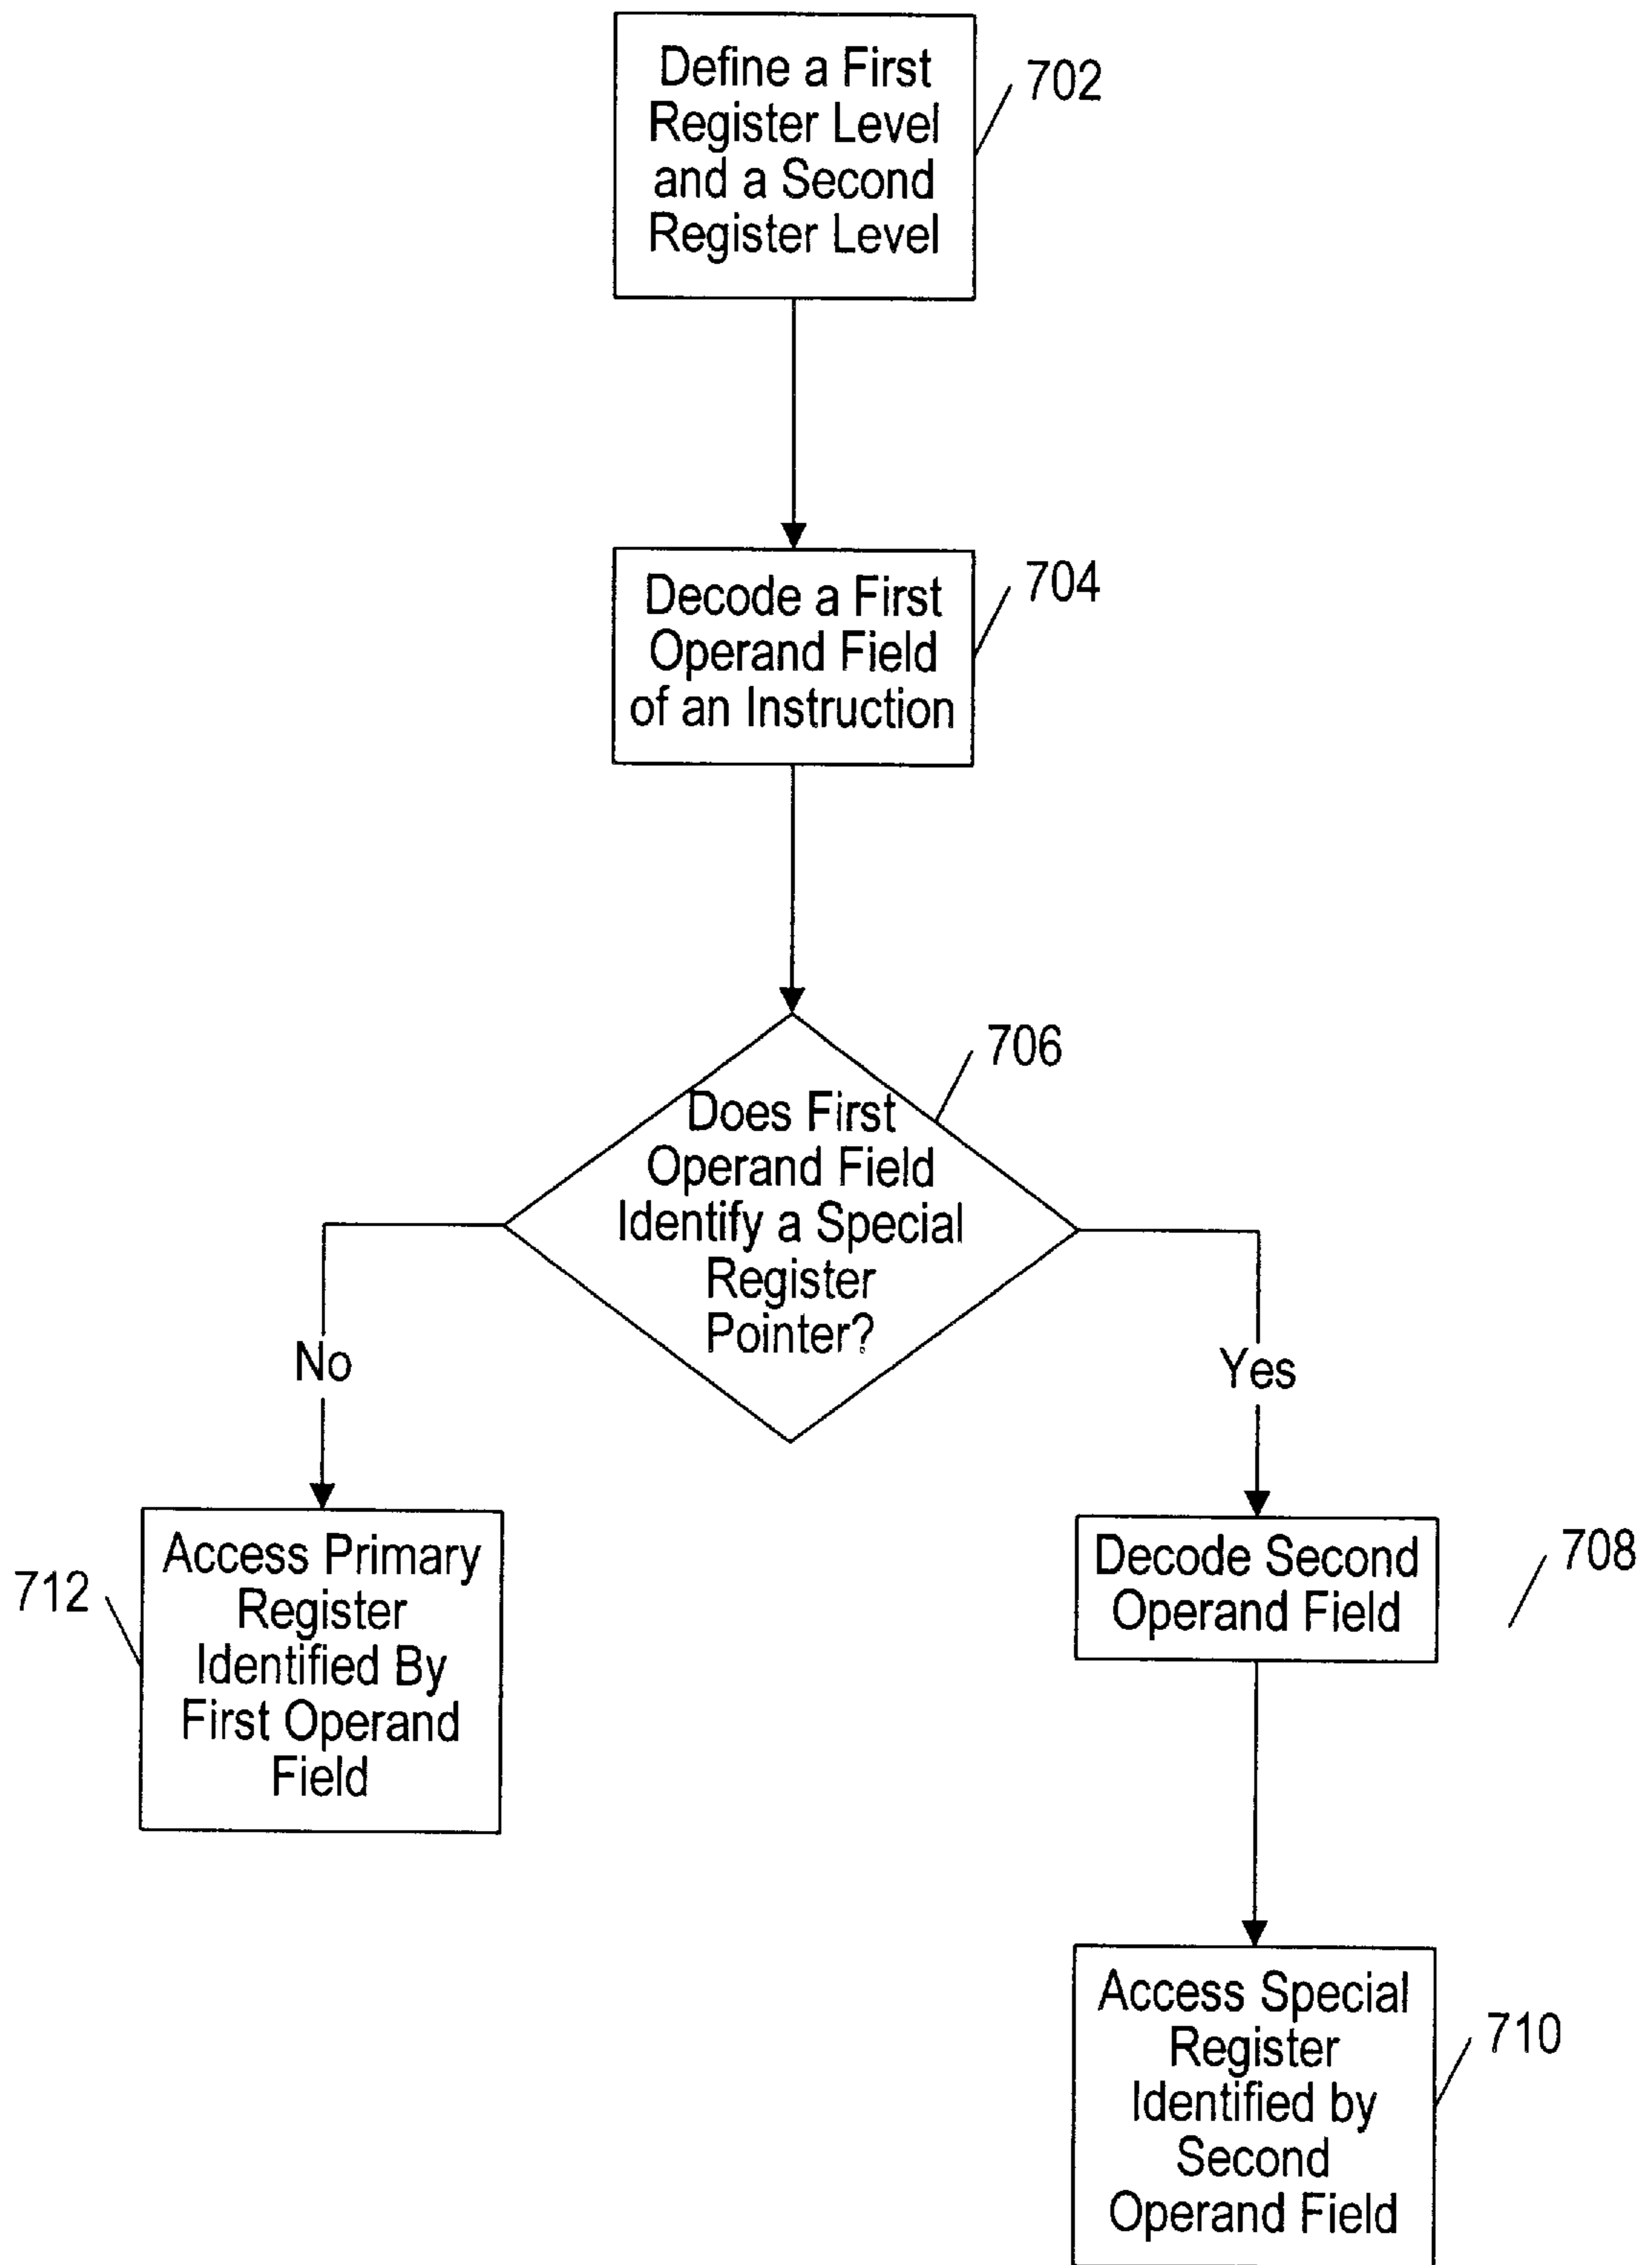 Define a First
Register Level
and a Second
Register Level
702
Decode a First
Operand Field
of an Instruction
704
706
Does First
Operand Field
Identify a Special
Register
Pointer?
No
Yes
712
Access Primary
Register
Identified By
First Operand
Field
Decode Second
Operand Field
708
Access Special
Register
Identified by
Second
Operand Field
710